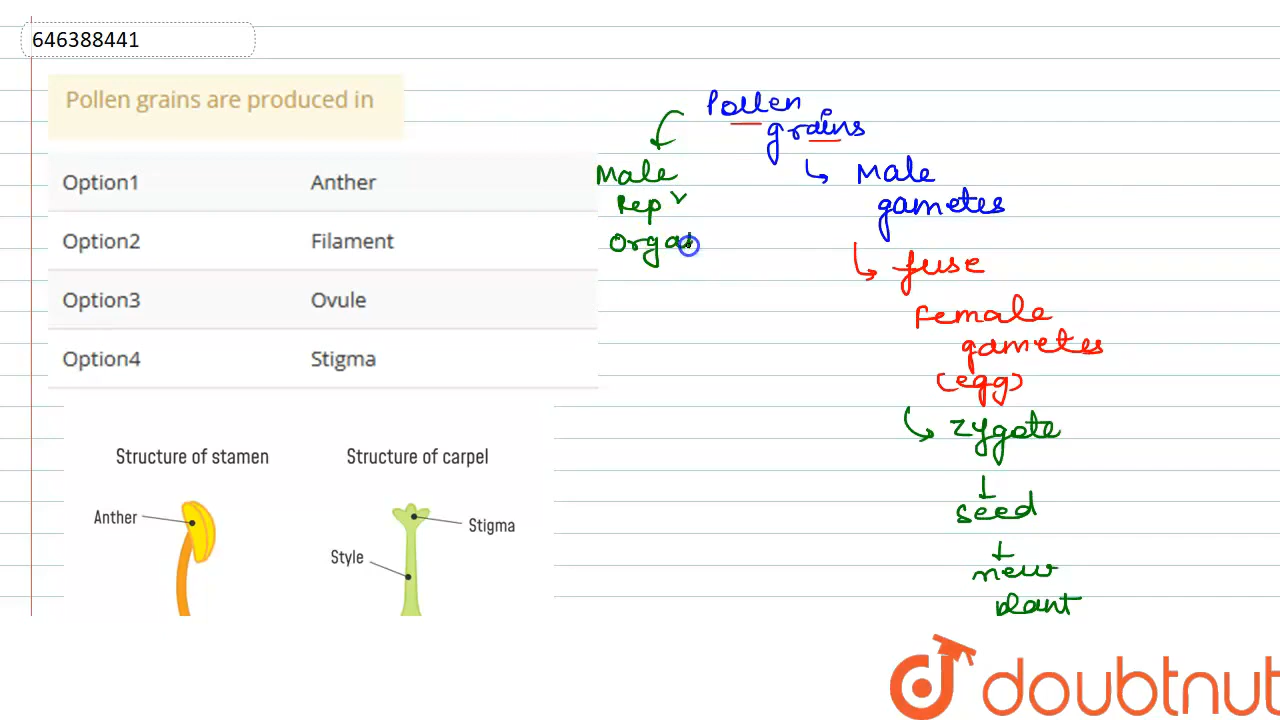 646388441
Pollen grains are produced in
Option1 Anther
Option2 Filament
Option3 Ovule
Option4 Stigma
Structure of stamen
Structure of carpel
Anther
Stigma
Style
Pollen
grains
Male
Rep
Organ
Male
gametes
fuse
Female
gametes
(egg)
zygote
seed
new
plant
doubtnut